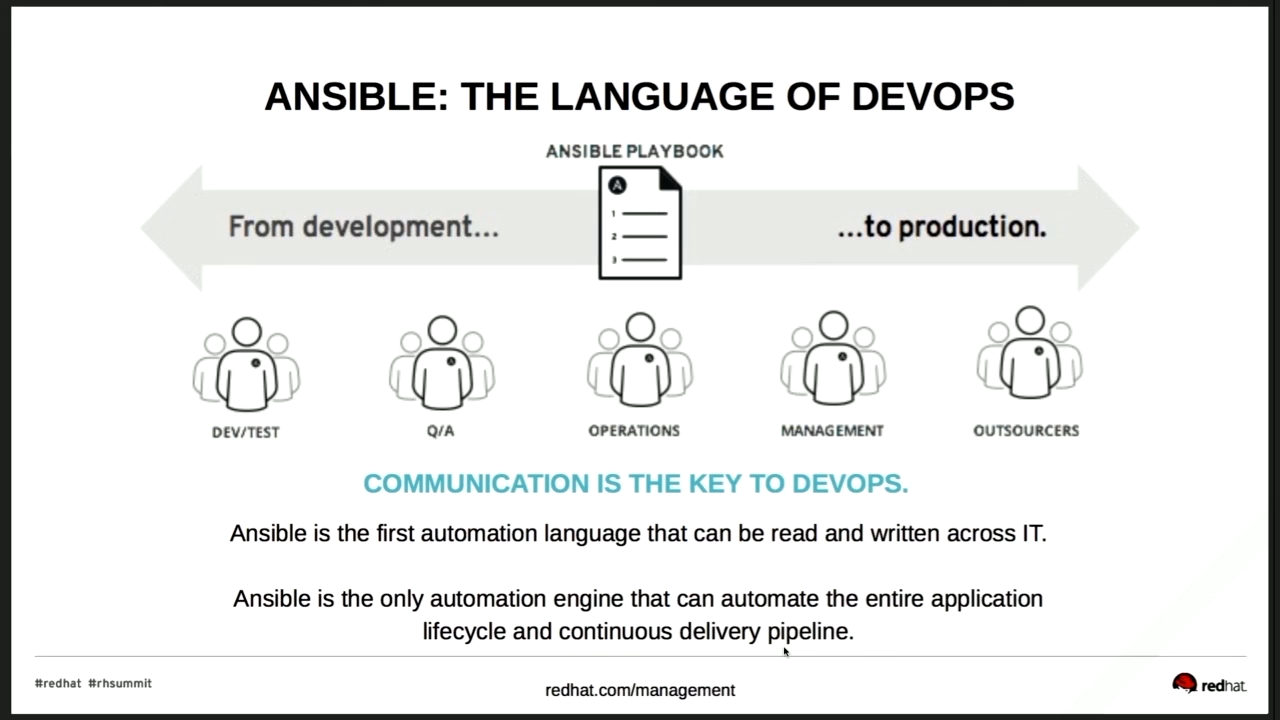 ANSIBLE: THE LANGUAGE OF DEVOPS
ANSIBLE PLAYBOOK
A
From development...
1
2
3
...to production.
DEV/TEST
Q/A
OPERATIONS
MANAGEMENT
OUTSOURCERS
COMMUNICATION IS THE KEY TO DEVOPS.
Ansible is the first automation language that can be read and written across IT.
Ansible is the only automation engine that can automate the entire application
lifecycle and continuous delivery pipeline.
#redhat #rhsummit
redhat.com/management
redhat.